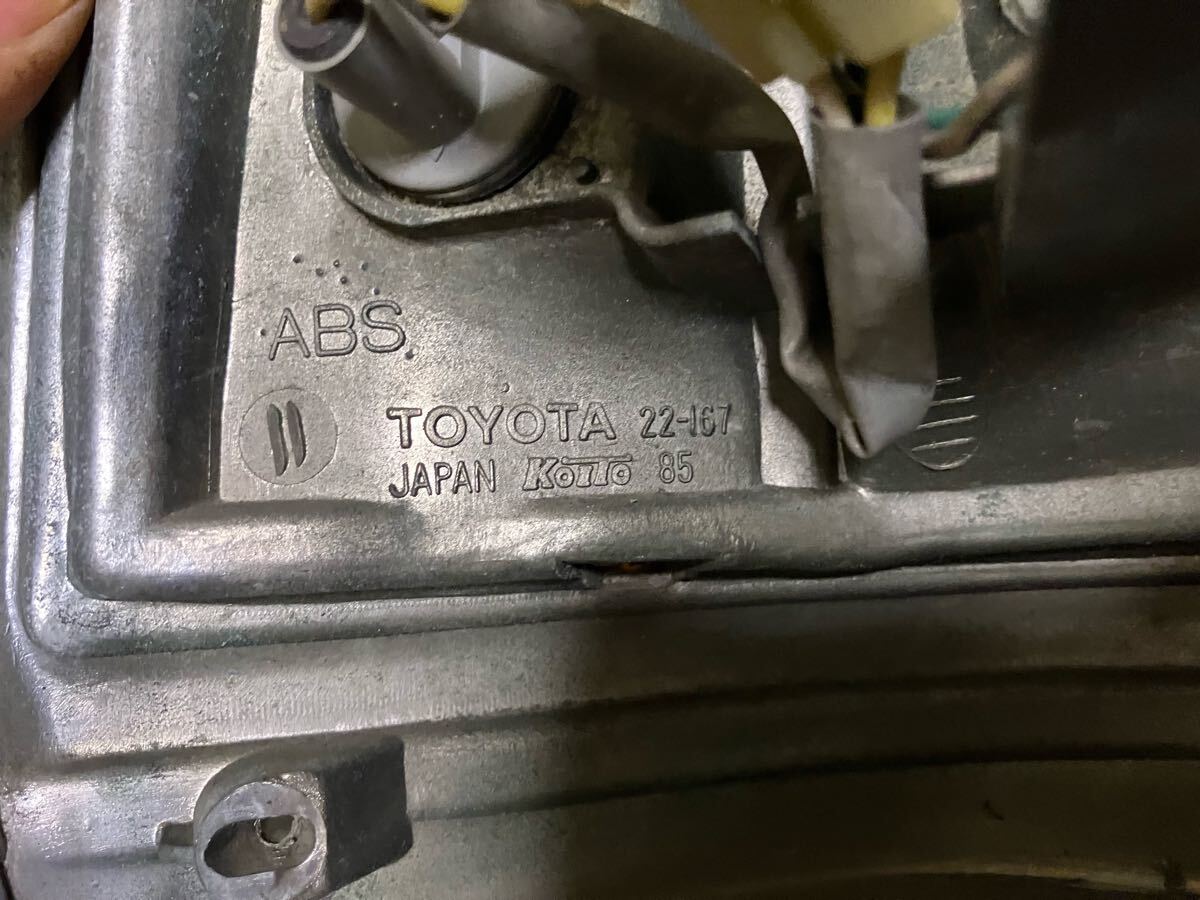 ABS
TOYOTA 22-167
JAPAN KOITO 85